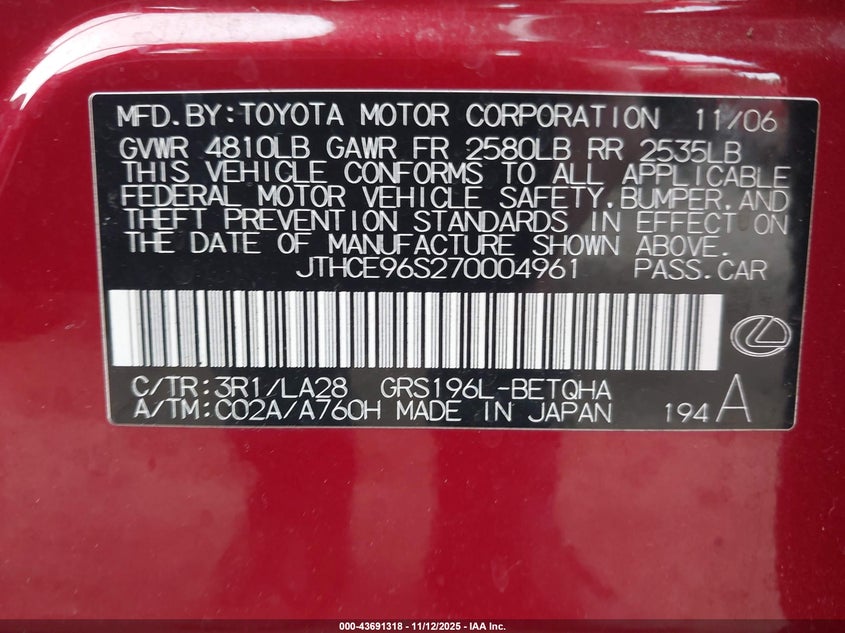 MFD.BY:TOYOTA MOTOR CORPORATION 11/06
GVWR 4810LB GAWR FR 2580LB RR 2535LB
THIS VEHICLE CONFORMS TO ALL APPLICABLE
FEDERAL MOTOR VEHICLE SAFETY,BUMPER,AND
THEFT PREVENTION STANDARDS IN EFFECT ON
THE DATE OF MANUFACTURE SHOWN ABOVE.
JTHCE96S270004961 PASS.CAR
C/TR:3R1/LA28 GRS196L-BETQHA
A/TM:C02A/A760H MADE IN JAPAN 194A
000-43691318 - 11/12/2025 - IAA Inc.